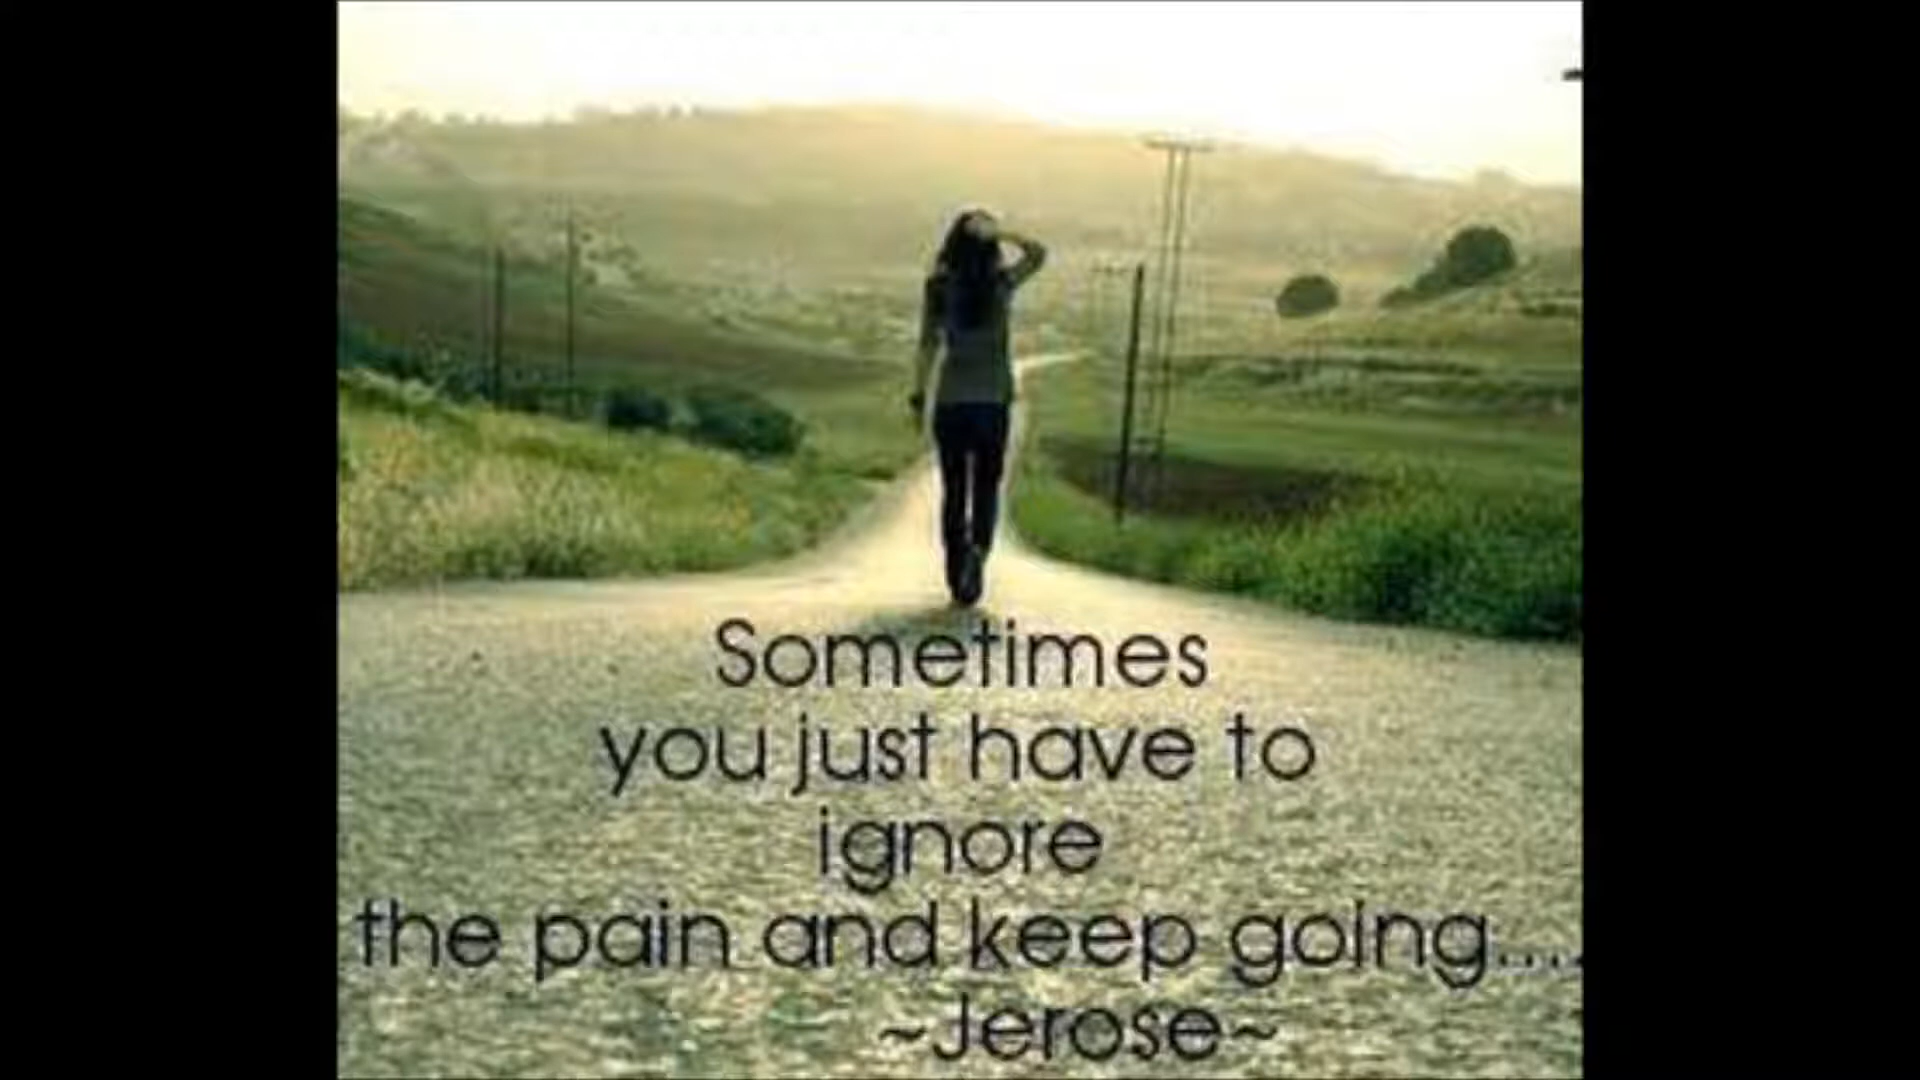 Sometimes
you just have to
ignore
the pain and keep going....
~Jerose~